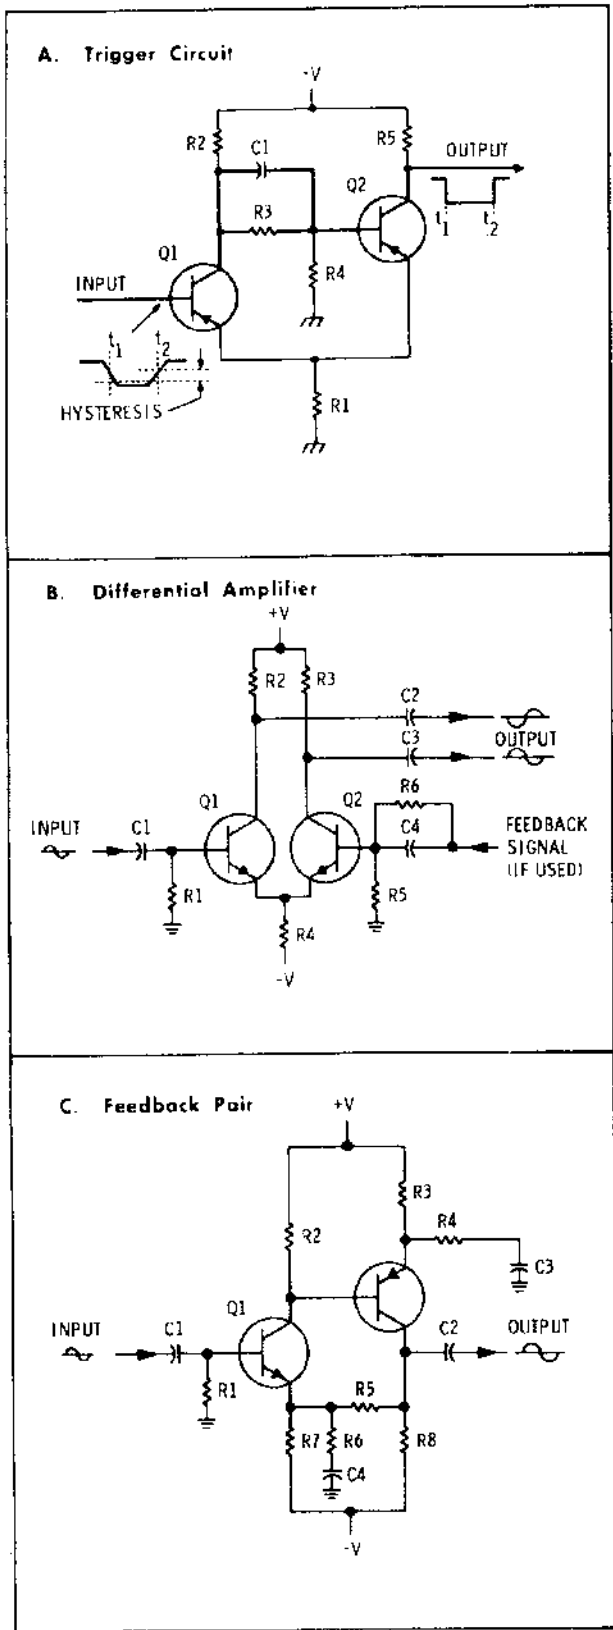 A. Trigger Circuit
-V
R2
C1
R5
OUTPUT
Q2
t1 t2
R3
Q1
R4
INPUT
t1 t2
HYSTERESIS
R1
B. Differential Amplifier
+V
R2 R3
C2
C3 OUTPUT
R6
Q1 Q2
INPUT C1 C4 FEEDBACK
SIGNAL
(IF USED)
R1 R5
R4
-V
C. Feedback Pair
+V
R3
R4
R2
C3
Q1
INPUT C1 C2 OUTPUT
R1 R5
R7 R6 R8
C4
-V